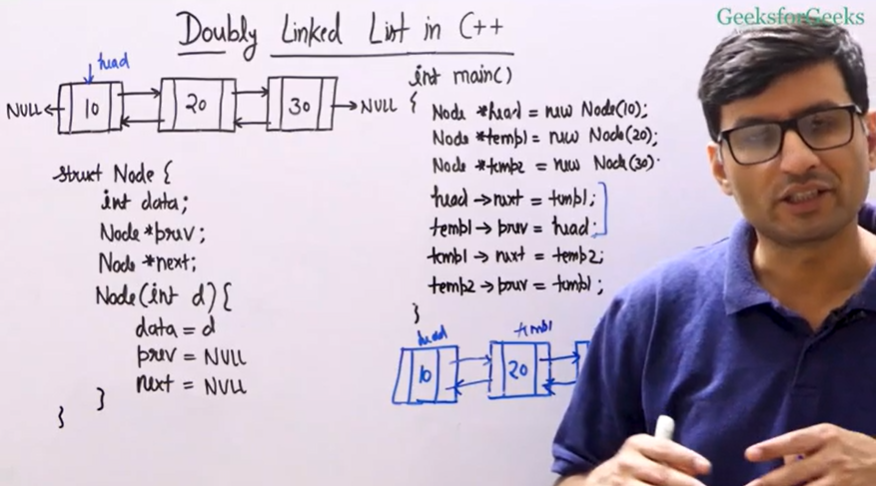 GeeksforGeeks
Doubly Linked List in C++
head
NULL 10 20 30 NULL
struct Node {
int data;
Node *prev;
Node *next;
Node(int d) {
data = d
prev = NULL
next = NULL
}
}
int main()
{
Node *head = new Node(10);
Node *temp1 = new Node(20);
Node *temp2 = new Node(30).
head → next = temp1;
temp1 → prev = head;
temp1 → next = temp2;
temp2 → prev = temp1;
}
head temp1
10 20